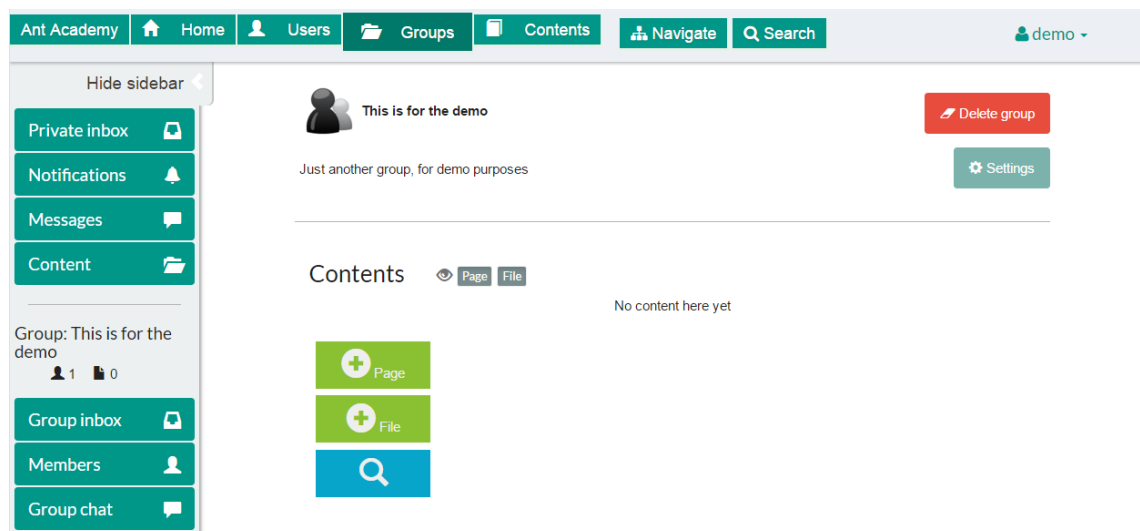 Ant Academy Home Users Groups Contents Navigate Search demo
Hide sidebar
Private inbox
Notifications
Messages
Content
Group: This is for the
demo
1 0
Group inbox
Members
Group chat
This is for the demo
Delete group
Just another group, for demo purposes
Settings
Contents Page File
No content here yet
Page
File